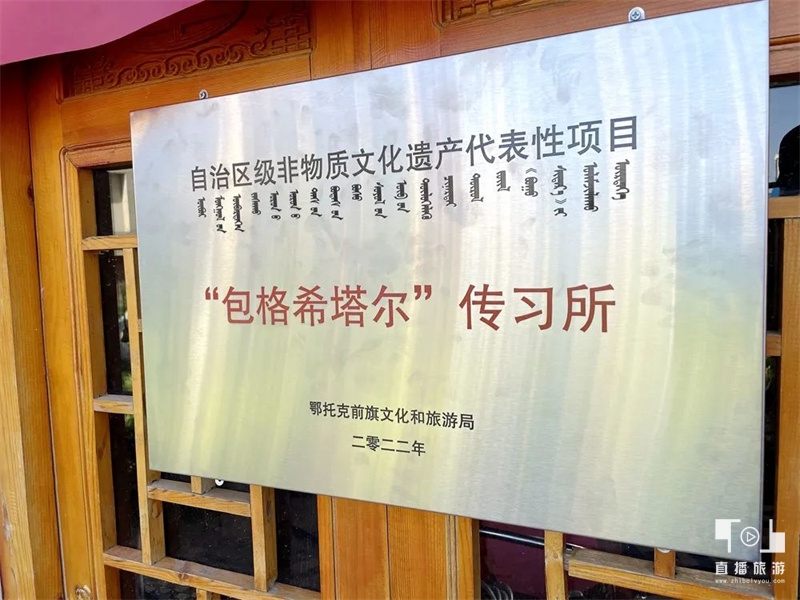 自治区级非物质文化遗产代表性项目
“包格希塔尔”传习所
鄂托克前旗文化和旅游局
二零二二年
直播旅游
www.zhibolvyou.com